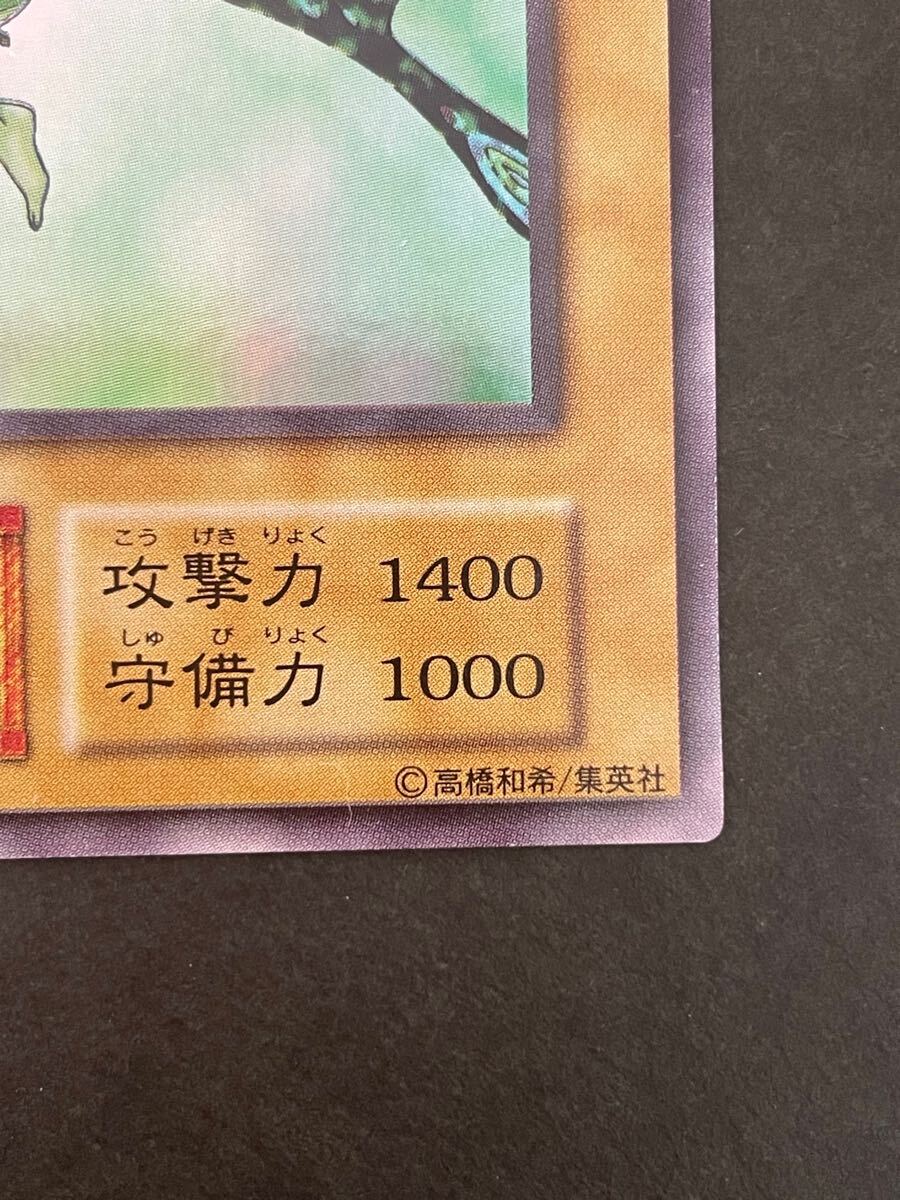 こう げき りょく
攻撃力 1400
しゅ び りょく
守備力 1000
©高橋和希/集英社